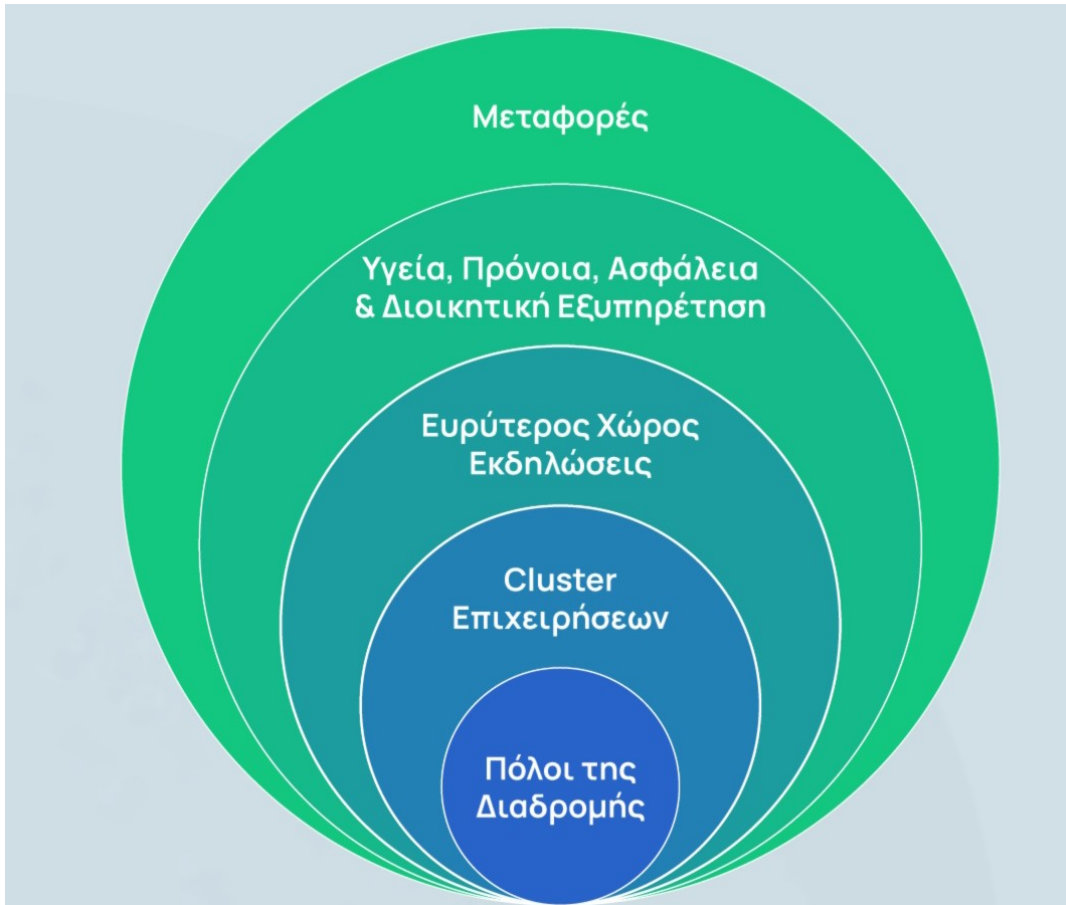 Μεταφορές
Υγεία, Πρόνοια, Ασφάλεια
& Διοικητική Εξυπηρέτηση
Ευρύτερος Χώρος
Εκδηλώσεις
Cluster
Επιχειρήσεων
Πόλοι της
Διαδρομής